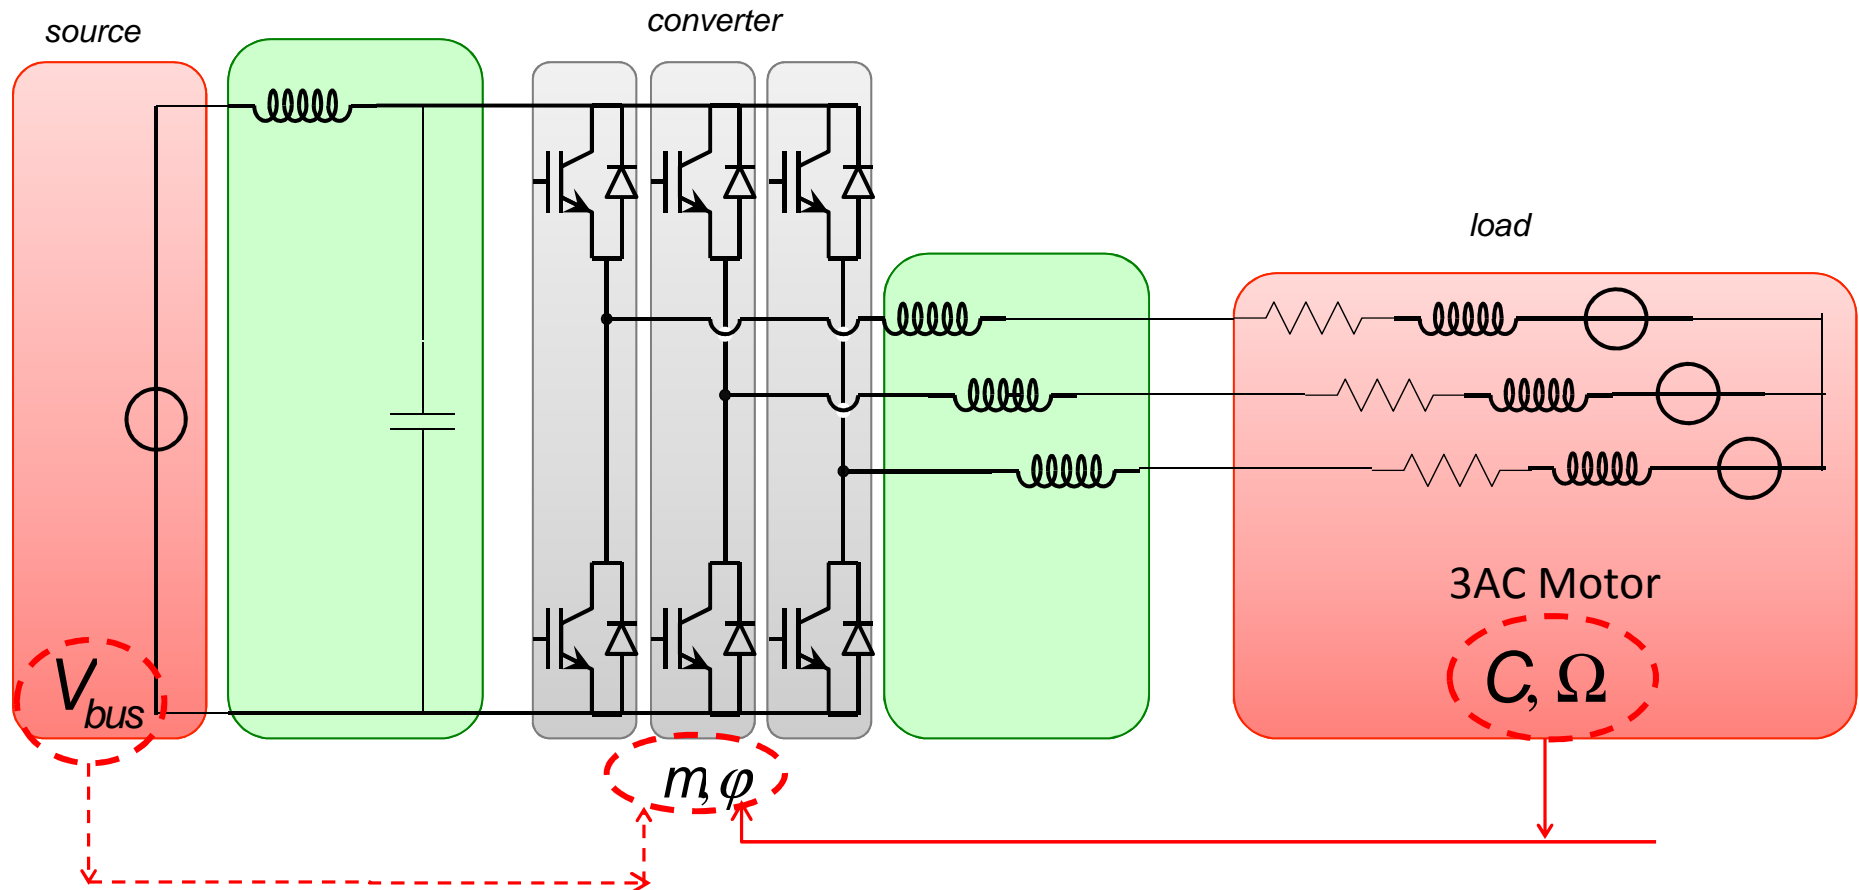 source
converter
load
3AC Motor
C, Ω
V bus
m, φ